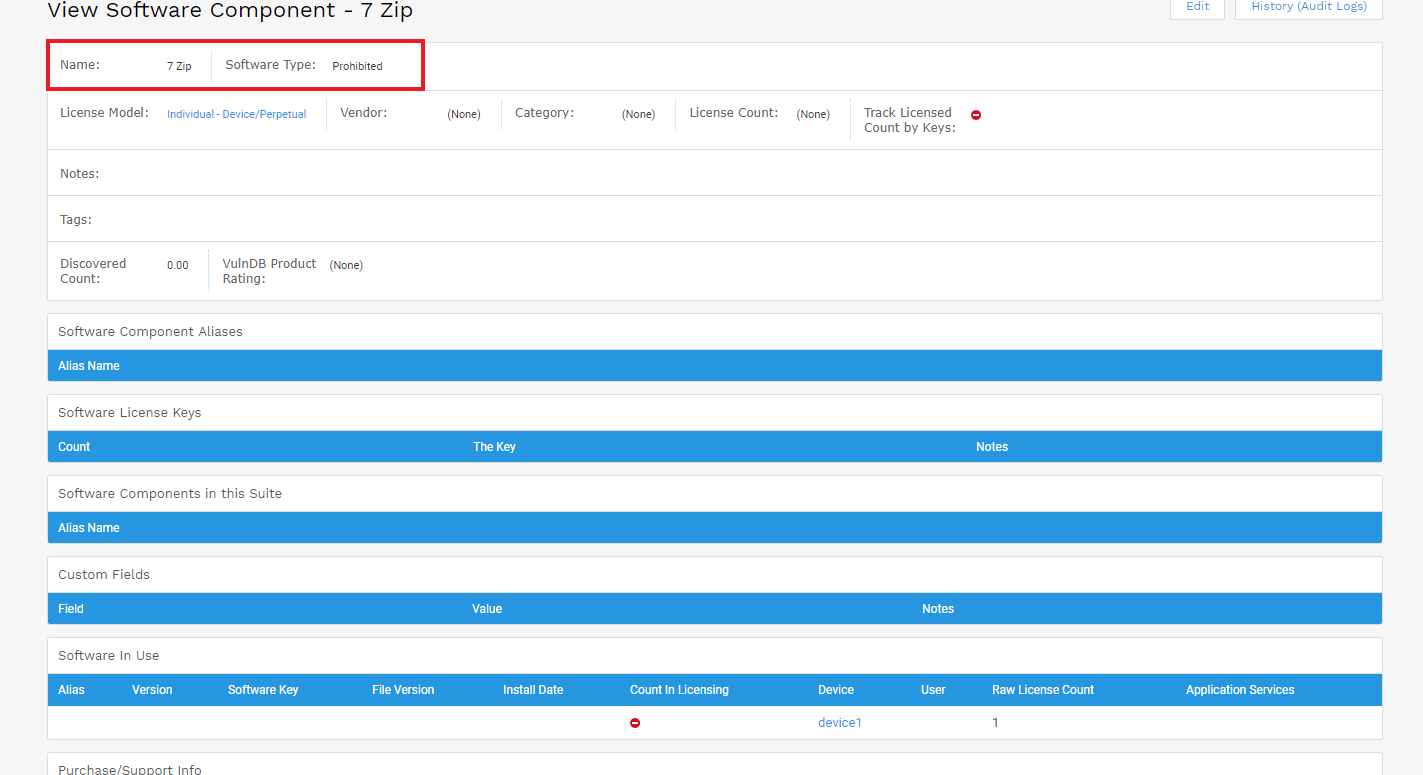 View Software Component - 7 Zip
Edit
History (Audit Logs)
Name: 7 Zip Software Type: Prohibited
License Model: Individual - Device/Perpetual Vendor: (None) Category: (None) License Count: (None) Track Licensed
Count by Keys:
Notes:
Tags:
Discovered 0.00 VulnDB Product (None)
Count: Rating:
Software Component Aliases
Alias Name
Software License Keys
Count The Key Notes
Software Components in this Suite
Alias Name
Custom Fields
Field Value Notes
Software In Use
Alias Version Software Key File Version Install Date Count In Licensing Device User Raw License Count Application Services
device1 1
Purchase/Support Info